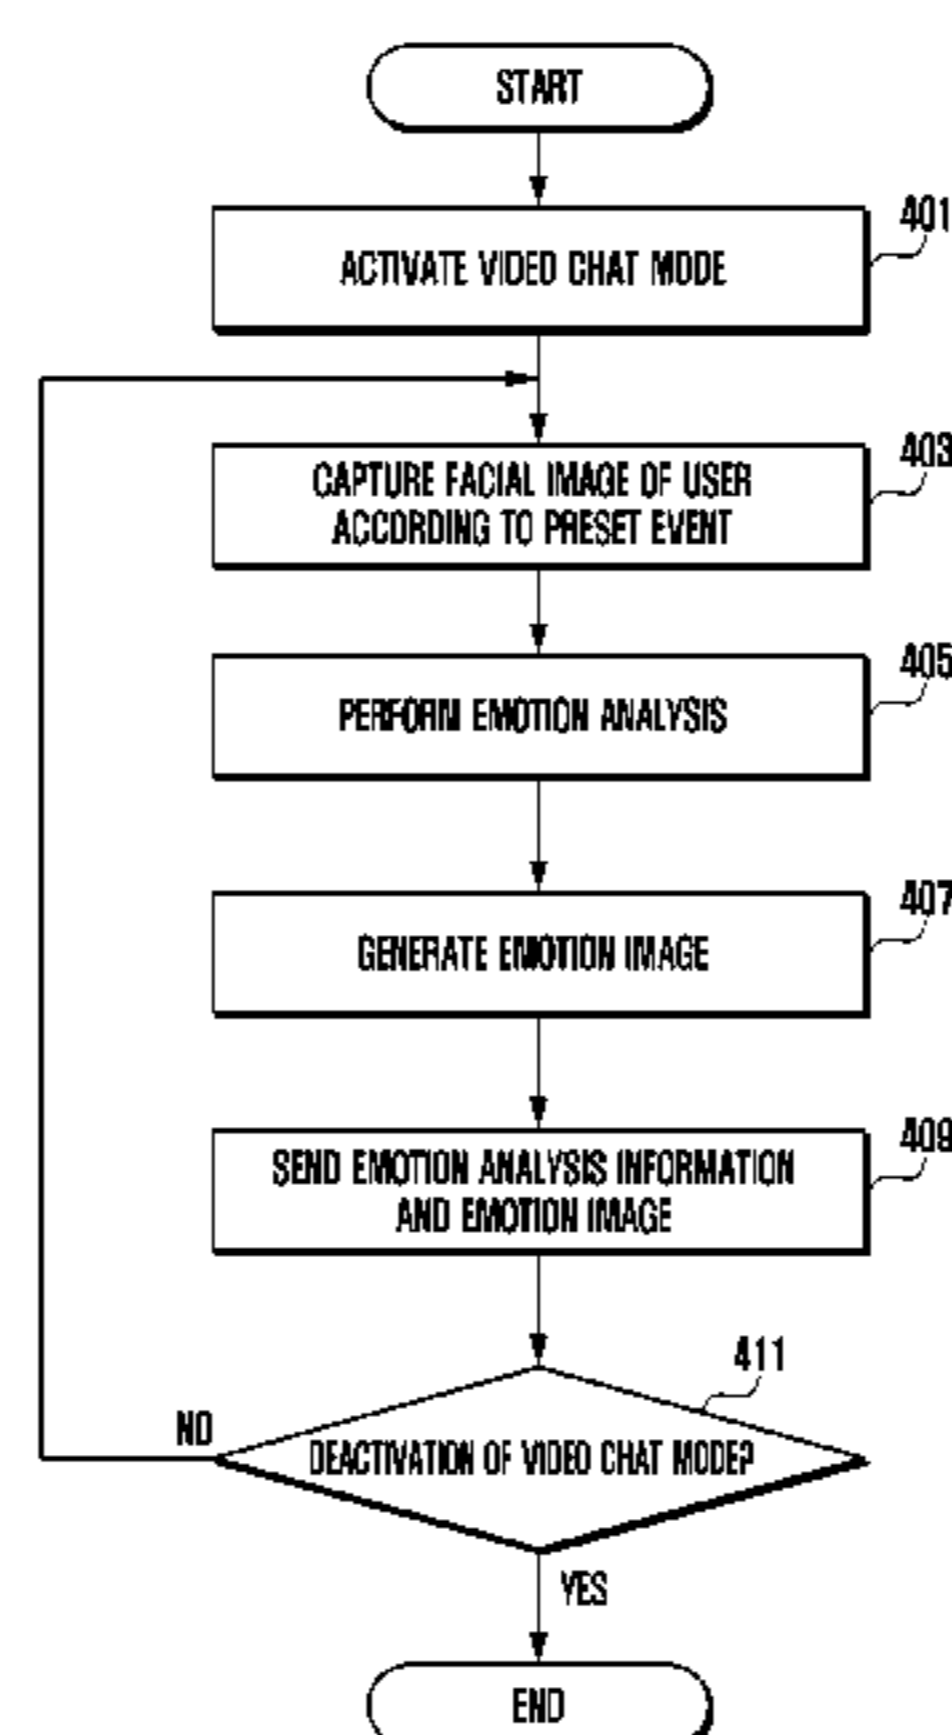 START
401
ACTIVATE VIDEO CHAT MODE
403
CAPTURE FACIAL IMAGE OF USER
ACCORDING TO PRESET EVENT
405
PERFORM EMOTION ANALYSIS
407
GENERATE EMOTION IMAGE
409
SEND EMOTION ANALYSIS INFORMATION
AND EMOTION IMAGE
411
NO
DEACTIVATION OF VIDEO CHAT MODE?
YES
END